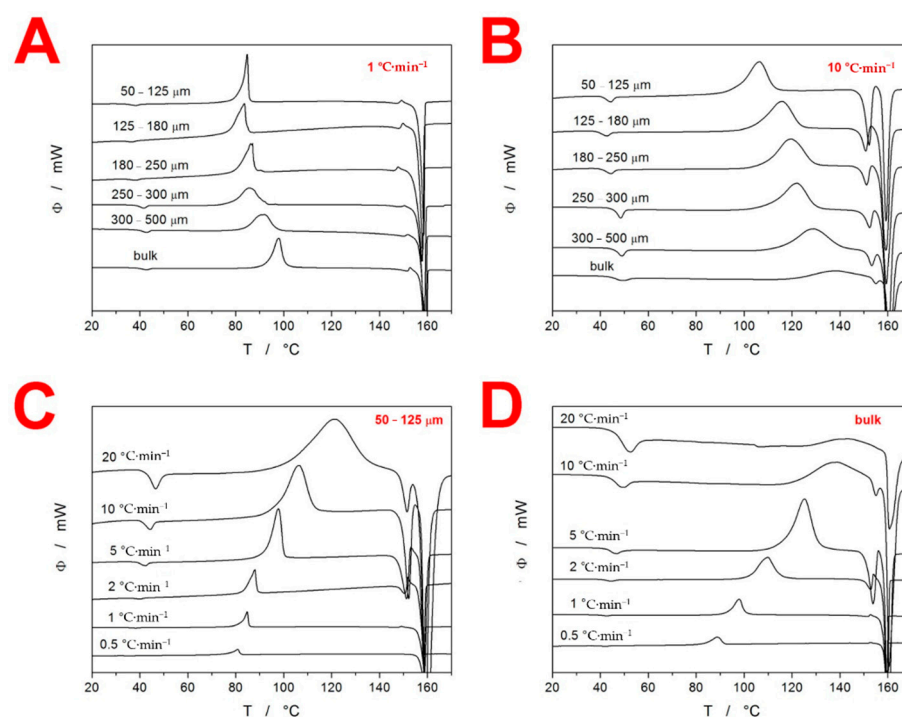 A
1 °C·min⁻¹
50 – 125 μm
125 – 180 μm
180 – 250 μm
250 – 300 μm
300 – 500 μm
bulk
Φ / mW
20 40 60 80 100 120 140 160
T / °C
B
10 °C·min⁻¹
50 – 125 μm
125 – 180 μm
180 – 250 μm
250 – 300 μm
300 – 500 μm
bulk
Φ / mW
20 40 60 80 100 120 140 160
T / °C
C
50 – 125 μm
20 °C·min⁻¹
10 °C·min⁻¹
5 °C·min⁻¹
2 °C·min⁻¹
1 °C·min⁻¹
0.5 °C·min⁻¹
Φ / mW
20 40 60 80 100 120 140 160
T / °C
D
bulk
20 °C·min⁻¹
10 °C·min⁻¹
5 °C·min⁻¹
2 °C·min⁻¹
1 °C·min⁻¹
0.5 °C·min⁻¹
Φ / mW
20 40 60 80 100 120 140 160
T / °C